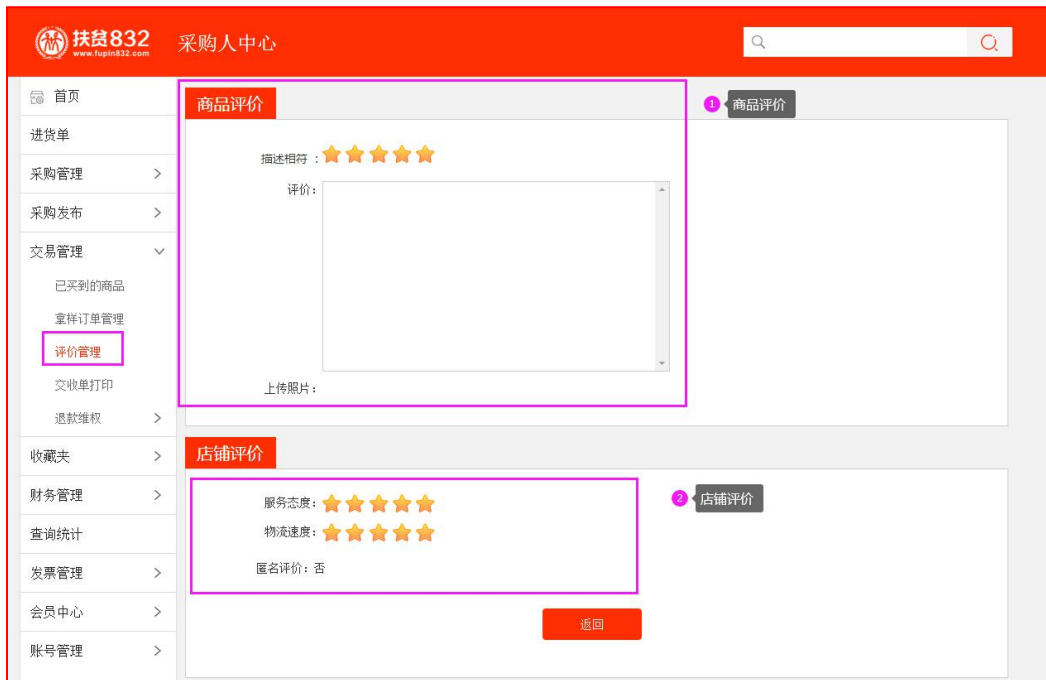 扶贫832
www.fupin832.com
采购人中心
首页
进货单
采购管理
采购发布
交易管理
已买到的商品
拿样订单管理
评价管理
交收单打印
退款维权
收藏夹
财务管理
查询统计
发票管理
会员中心
账号管理
商品评价
1 商品评价
描述相符：
评价：
上传照片：
店铺评价
2 店铺评价
服务态度：
物流速度：
匿名评价：否
返回